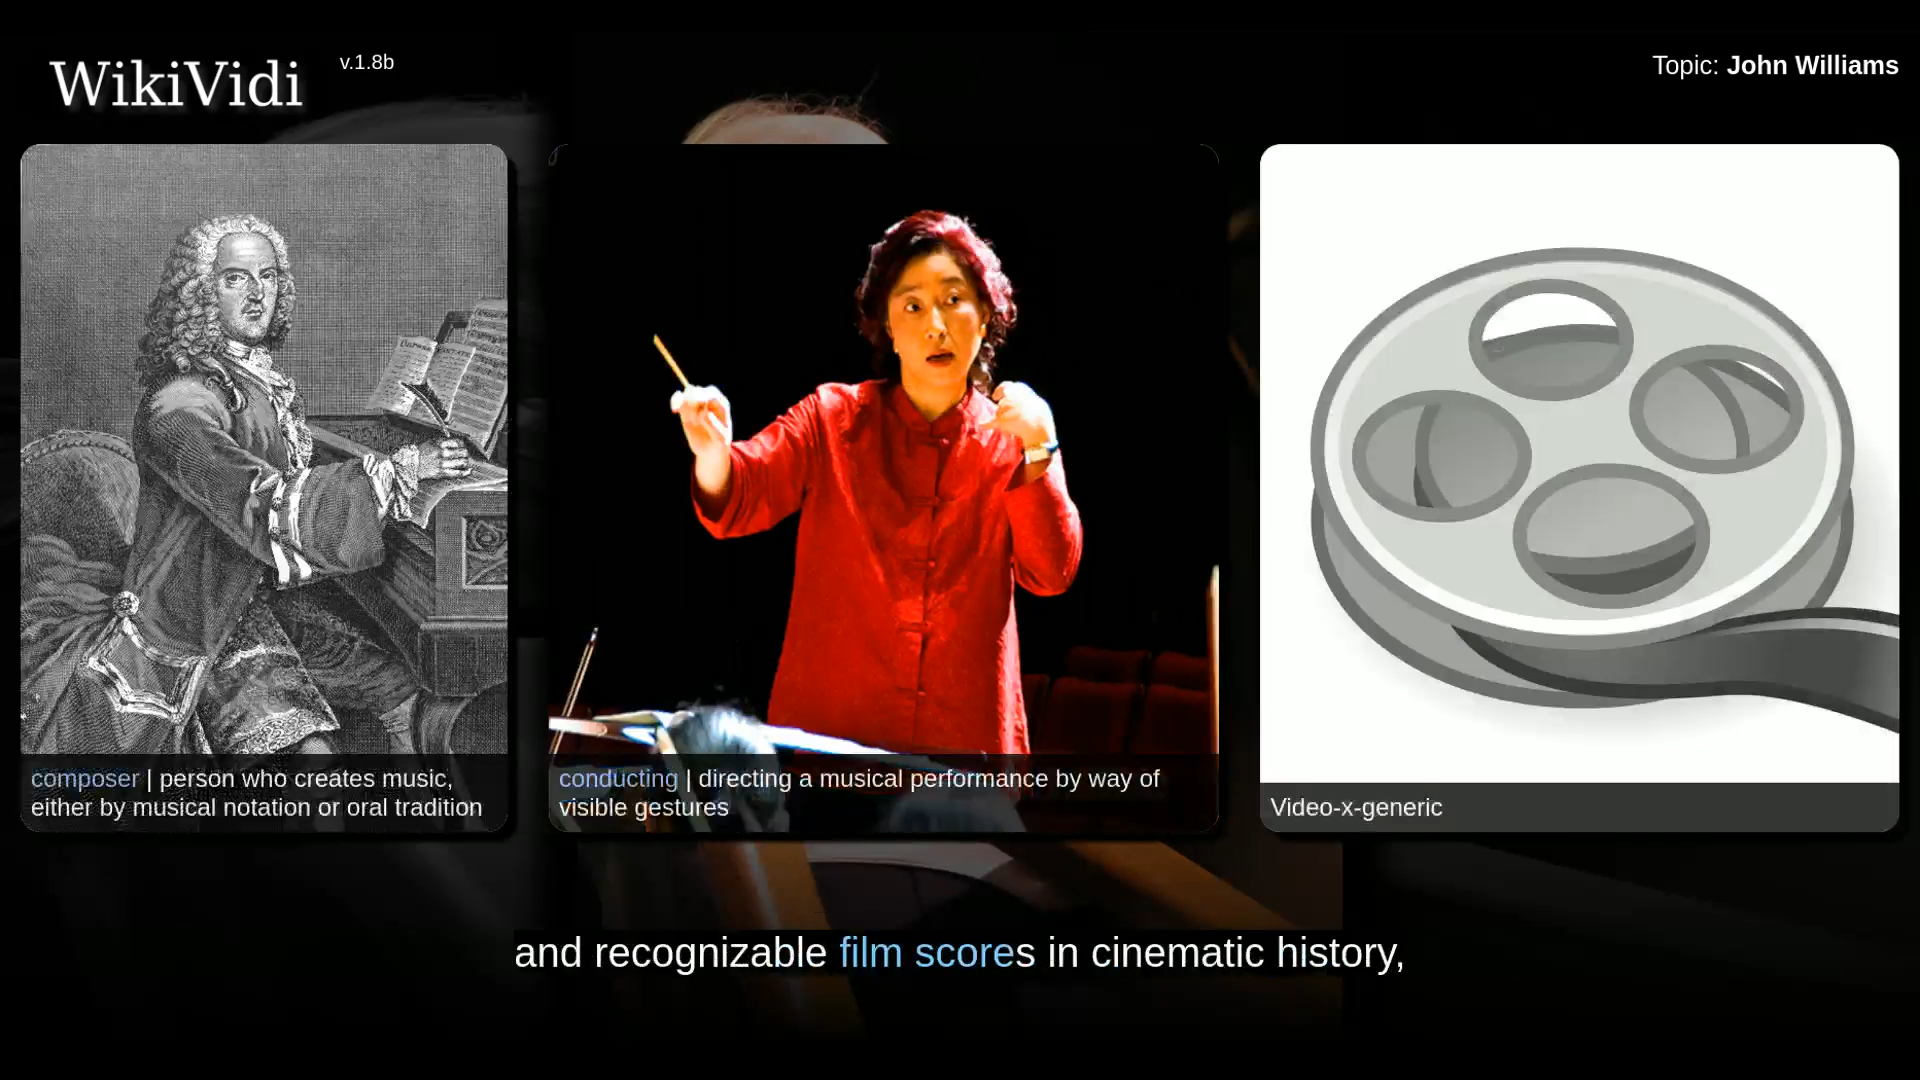 WikiVidi
v.1.8b
Topic: John Williams
composer | person who creates music,
either by musical notation or oral tradition
conducting | directing a musical performance by way of
visible gestures
Video-x-generic
and recognizable film scores in cinematic history,